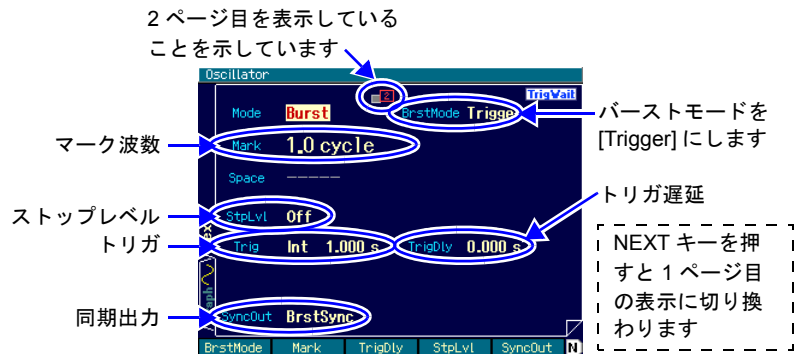 2 ページ目を表示している
ことを示しています
Oscillator
2
TrigWait
Mode Burst
BrstMode Trigge
バーストモードを
[Trigger] にします
マーク波数
Mark 1.0 cycle
Space -----
トリガ遅延
ストップレベル
StpLvl Off
トリガ
Trig Int 1.000 s
TrigDly 0.000 s
NEXT キーを押
すと 1 ページ目
の表示に切り換
わります
同期出力
SyncOut BrstSync
BrstMode Mark TrigDly StpLvl SyncOut N